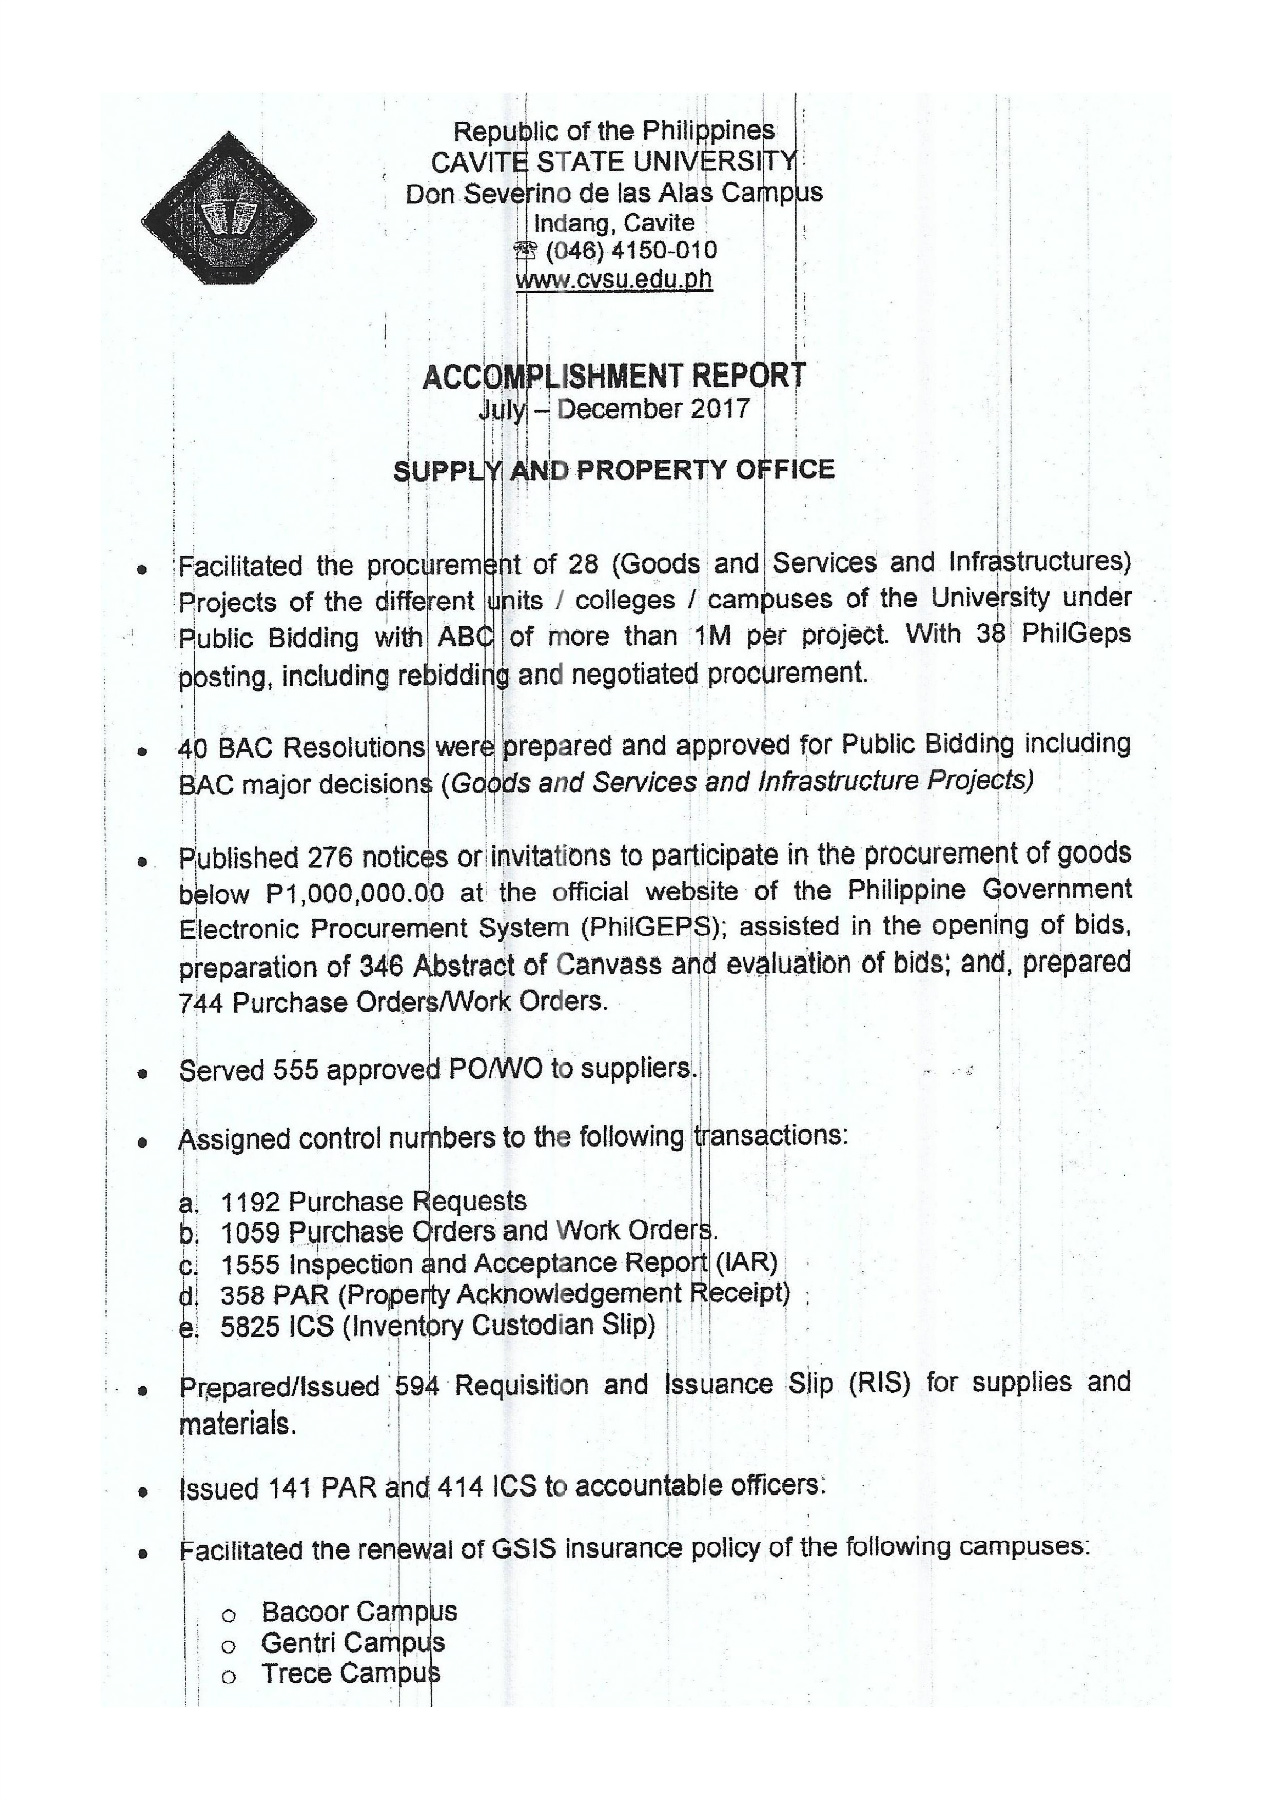 Republic of the Philippines
CAVITE STATE UNIVERSITY
Don Severino de las Alas Campus
Indang, Cavite
☏ (046) 4150-010
www.cvsu.edu.ph
ACCOMPLISHMENT REPORT
July – December 2017
SUPPLY AND PROPERTY OFFICE
• Facilitated the procurement of 28 (Goods and Services and Infrastructures)
Projects of the different units / colleges / campuses of the University under
Public Bidding with ABC of more than 1M per project. With 38 PhilGeps
posting, including rebidding and negotiated procurement.
• 40 BAC Resolutions were prepared and approved for Public Bidding including
BAC major decisions (Goods and Services and Infrastructure Projects)
• Published 276 notices or invitations to participate in the procurement of goods
below P1,000,000.00 at the official website of the Philippine Government
Electronic Procurement System (PhilGEPS); assisted in the opening of bids,
preparation of 346 Abstract of Canvass and evaluation of bids; and, prepared
744 Purchase Orders/Work Orders.
• Served 555 approved PO/WO to suppliers.
• Assigned control numbers to the following transactions:
a. 1192 Purchase Requests
b. 1059 Purchase Orders and Work Orders.
c. 1555 Inspection and Acceptance Report (IAR)
d. 358 PAR (Property Acknowledgement Receipt)
e. 5825 ICS (Inventory Custodian Slip)
• Prepared/Issued 594 Requisition and Issuance Slip (RIS) for supplies and
materials.
• Issued 141 PAR and 414 ICS to accountable officers:
• Facilitated the renewal of GSIS insurance policy of the following campuses:
o Bacoor Campus
o Gentri Campus
o Trece Campus